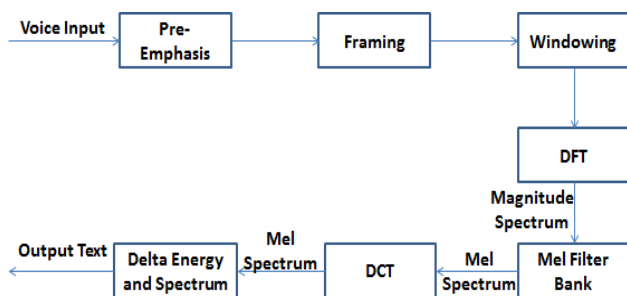 Voice Input
Pre-
Emphasis
Framing
Windowing
DFT
Magnitude
Spectrum
Mel Filter
Bank
Mel
Spectrum
DCT
Mel
Spectrum
Delta Energy
and Spectrum
Output Text